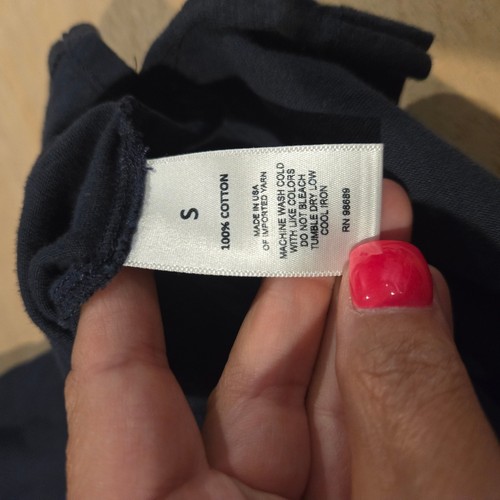 S
100% COTTON
MADE IN USA
OF IMPORTED YARN
MACHINE WASH COLD
WITH LIKE COLORS
DO NOT BLEACH
TUMBLE DRY LOW
COOL IRON
RN 98689